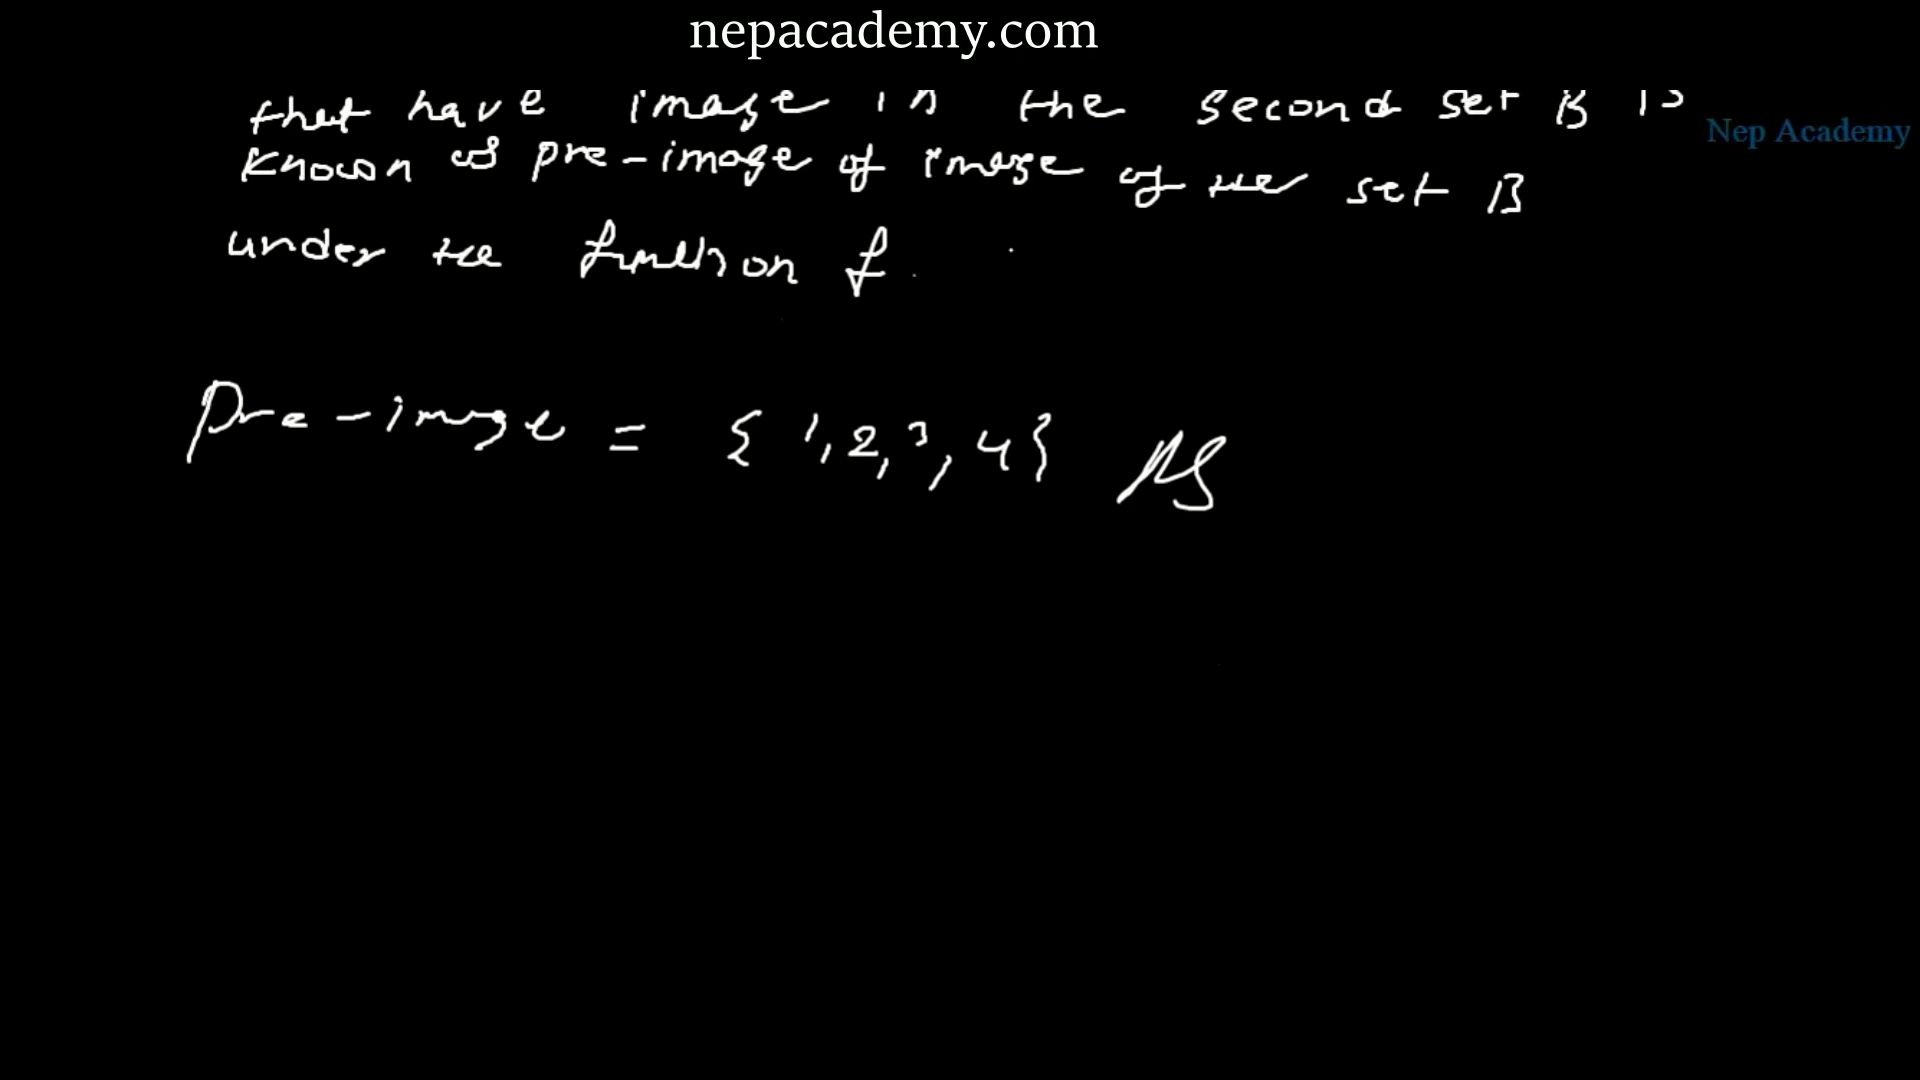 nepacademy.com
that have image in the second set B is
Nep Academy
known as pre-image of image of the set B
under the function f.
Pre-image = { 1, 2, 3, 4 }